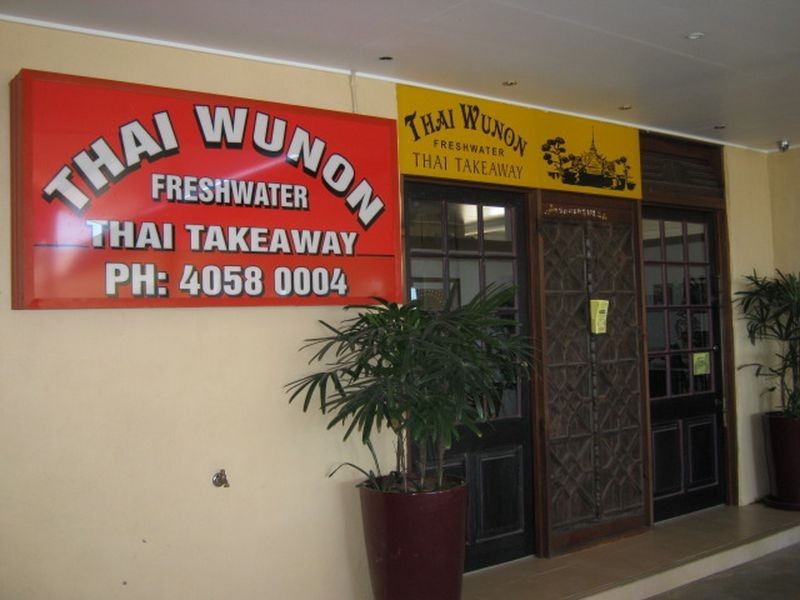 THAI WUNON
FRESHWATER
THAI TAKEAWAY
PH: 4058 0004
THAI WUNON
FRESHWATER
THAI TAKEAWAY